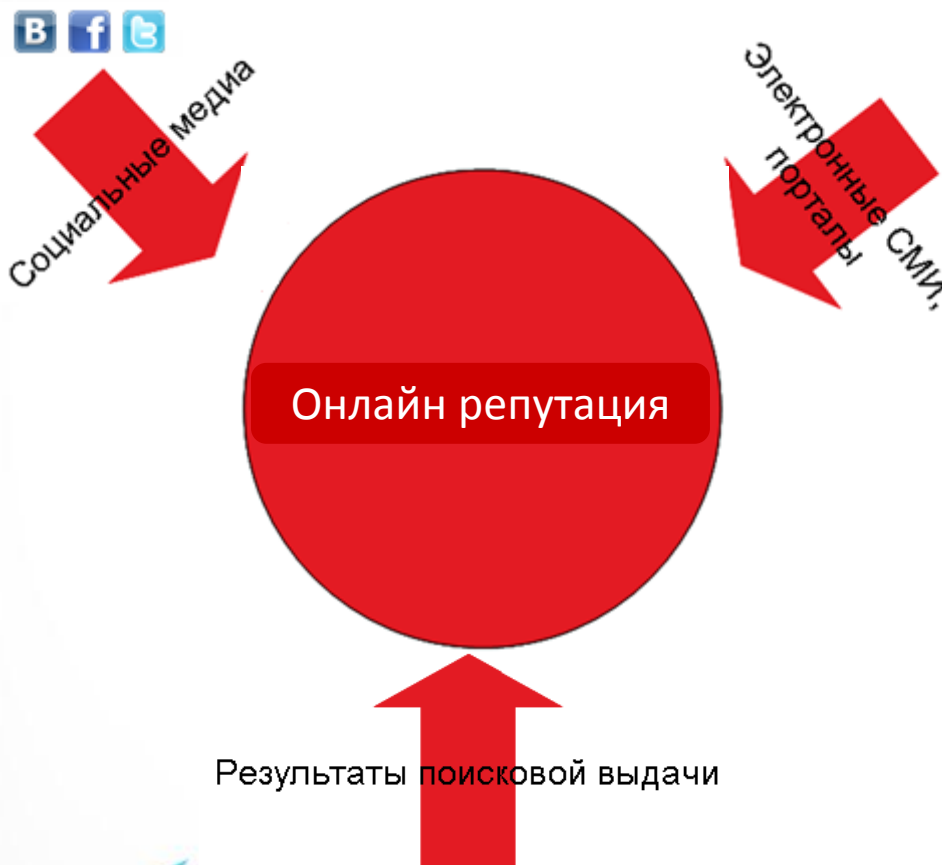 В f t
Социальные медиа
Электронные СМИ,
порталы
Онлайн репутация
Результаты поисковой выдачи